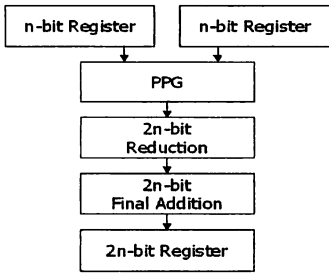 n-bit Register
n-bit Register
PPG
2n-bit
Reduction
2n-bit
Final Addition
2n-bit Register